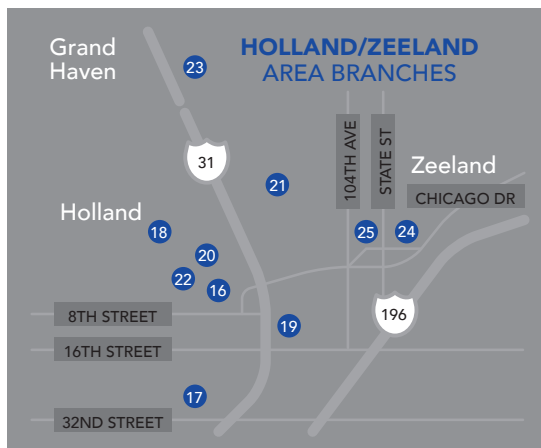 Grand
Haven
HOLLAND/ZEELAND
AREA BRANCHES
23
31
104TH AVE
STATE ST
Zeeland
21
CHICAGO DR
Holland
18
25
24
20
22
16
8TH STREET
19
196
16TH STREET
17
32ND STREET